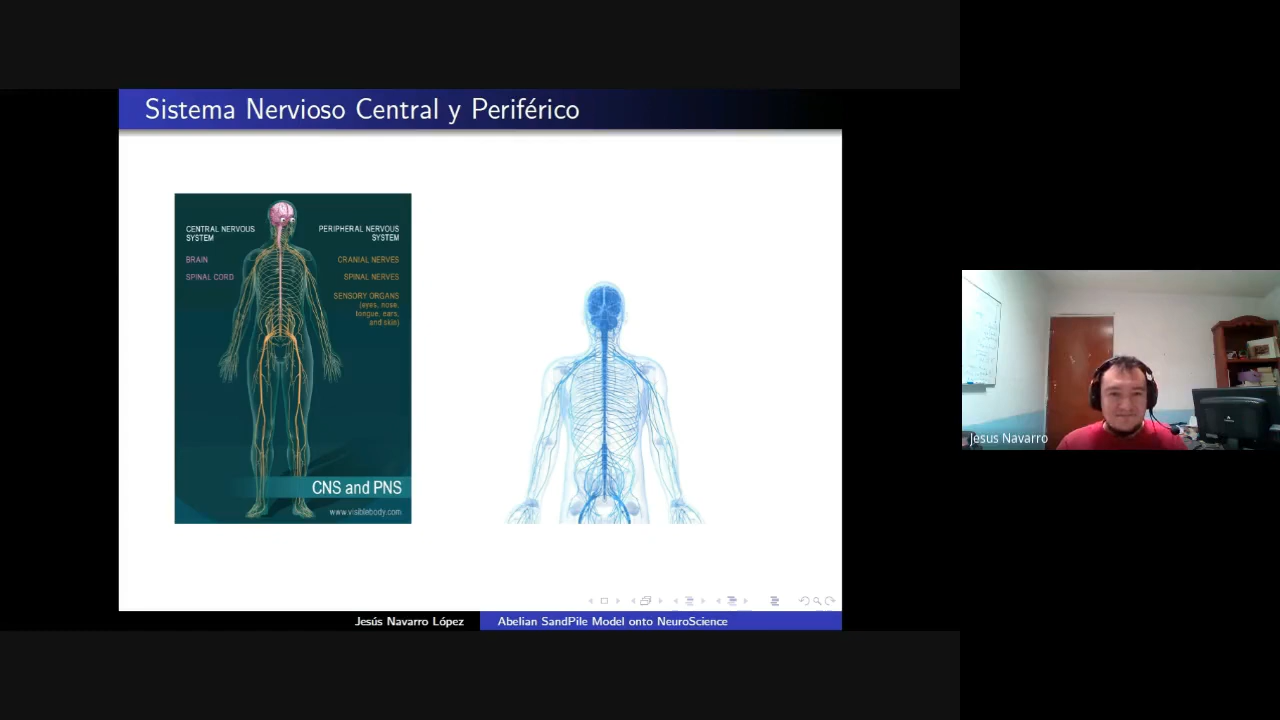 Sistema Nervioso Central y Periférico
CENTRAL NERVOUS
SYSTEM
BRAIN
SPINAL CORD
PERIPHERAL NERVOUS
SYSTEM
CRANIAL NERVES
SPINAL NERVES
SENSORY ORGANS
(eyes, nose,
tongue, ears,
and skin)
CNS and PNS
www.visiblebody.com
Jesús Navarro López
Abelian SandPile Model onto NeuroScience
Jesus Navarro